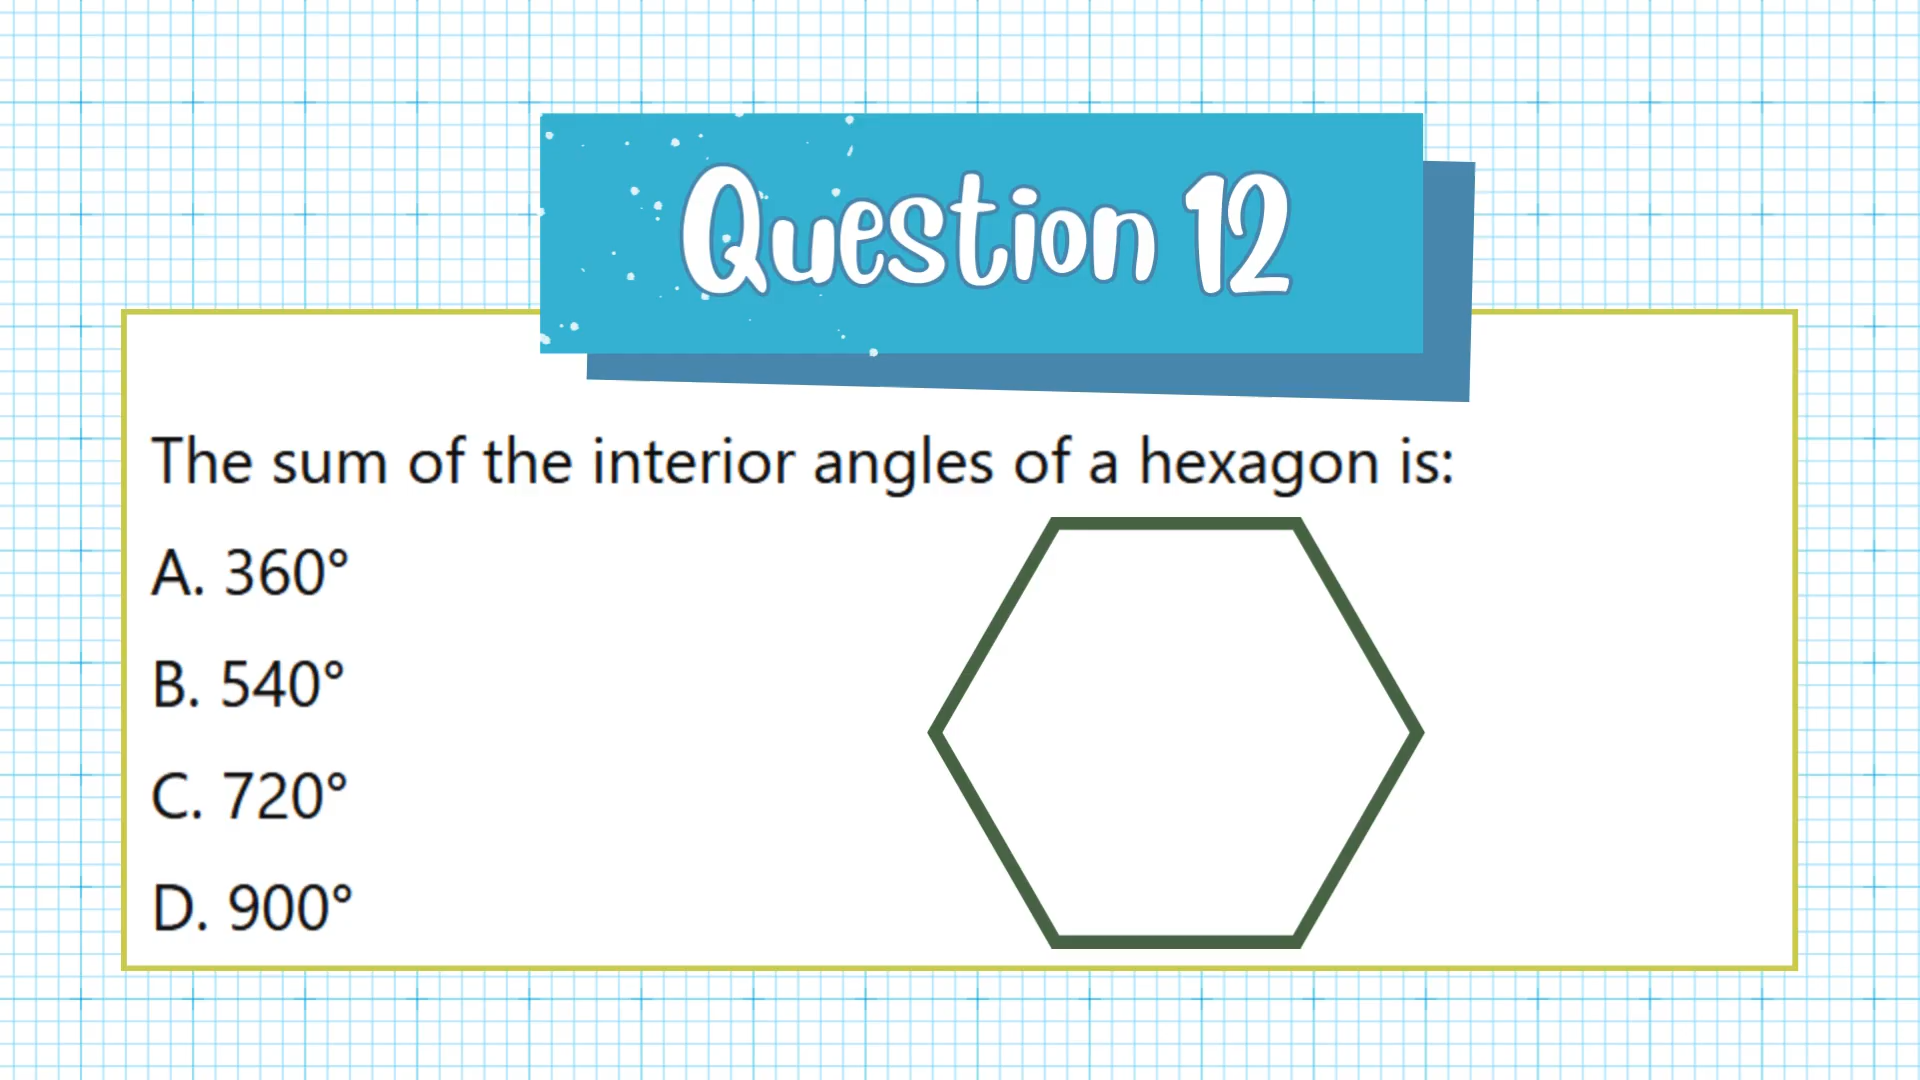 Question 12
The sum of the interior angles of a hexagon is:
A. 360°
B. 540°
C. 720°
D. 900°